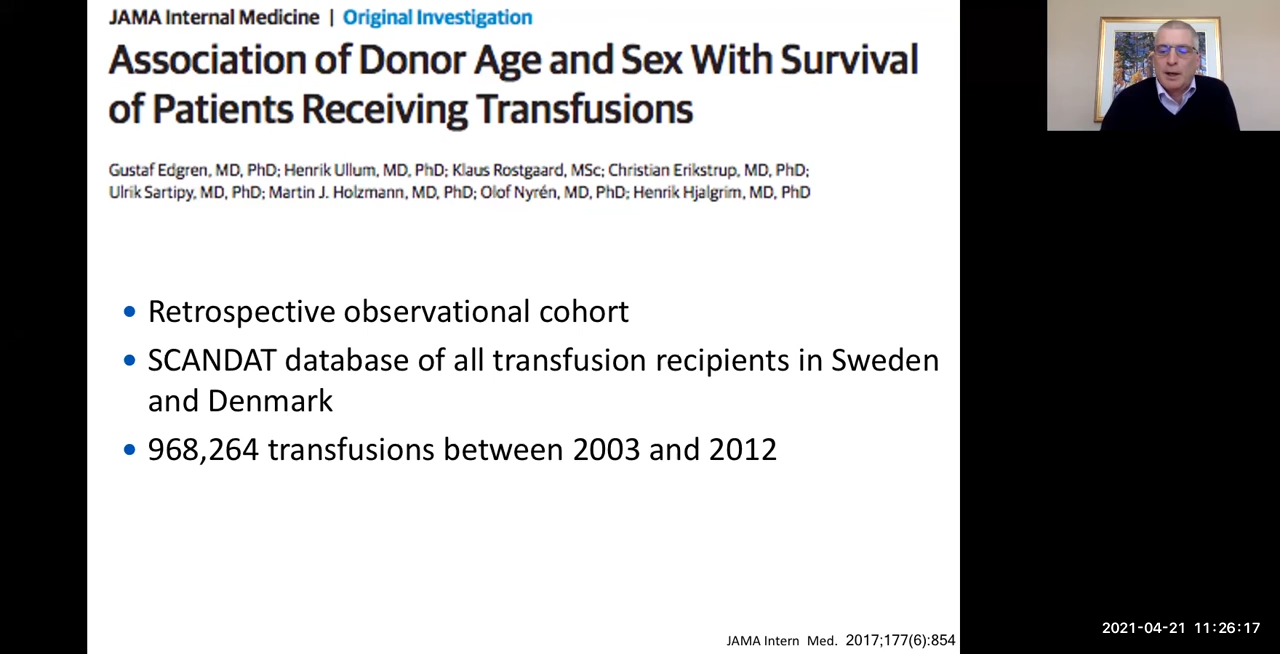 JAMA Internal Medicine | Original Investigation
Association of Donor Age and Sex With Survival
of Patients Receiving Transfusions
Gustaf Edgren, MD, PhD; Henrik Ullum, MD, PhD; Klaus Rostgaard, MSc; Christian Erikstrup, MD, PhD;
Ulrik Sartipy, MD, PhD; Martin J. Holzmann, MD, PhD; Olof Nyrén, MD, PhD; Henrik Hjalgrim, MD, PhD
• Retrospective observational cohort
• SCANDAT database of all transfusion recipients in Sweden
and Denmark
• 968,264 transfusions between 2003 and 2012
JAMA Intern Med. 2017;177(6):854
2021-04-21 11:26:17